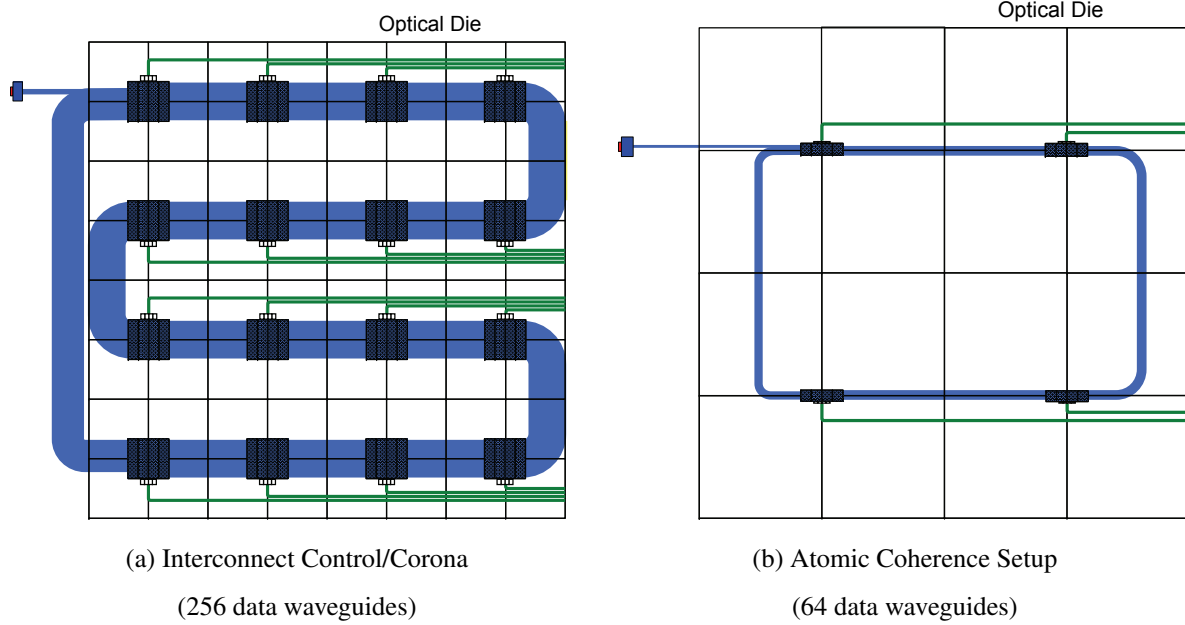 Optical Die
Optical Die
(a) Interconnect Control/Corona
(256 data waveguides)
(b) Atomic Coherence Setup
(64 data waveguides)